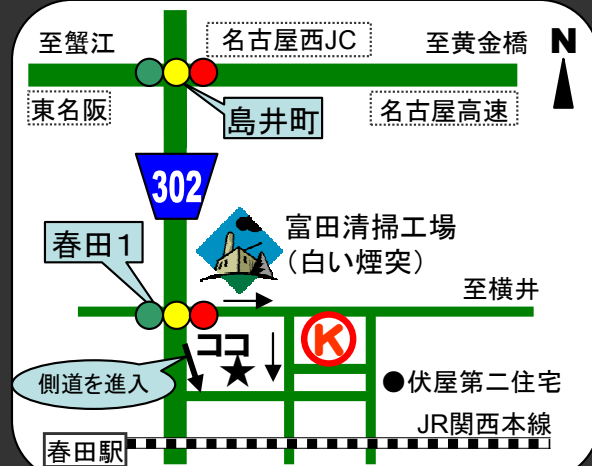 至蟹江
名古屋西JC
至黄金橋
N
東名阪
島井町
名古屋高速
302
富田清掃工場
(白い煙突)
春田1
至横井
K
ココ
★
側道を進入
●伏屋第二住宅
JR関西本線
春田駅